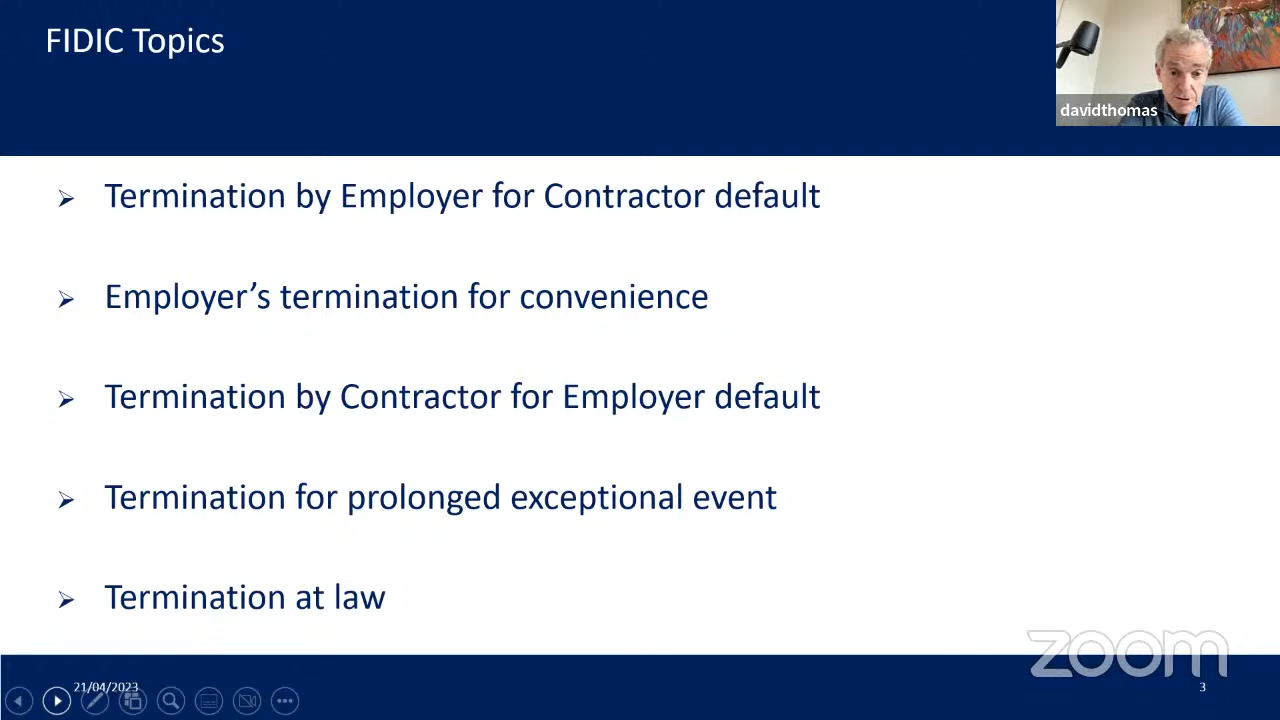 FIDIC Topics
davidthomas
➢ Termination by Employer for Contractor default
➢ Employer’s termination for convenience
➢ Termination by Contractor for Employer default
➢ Termination for prolonged exceptional event
➢ Termination at law
zoom
21/04/2023
3